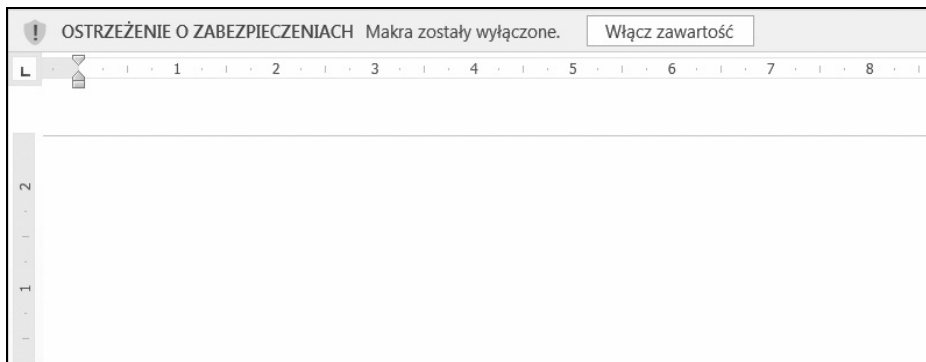 OSTRZEŻENIE O ZABEZPIECZENIACH Makra zostały wyłączone. Włącz zawartość
L 1 2 3 4 5 6 7 8
2
1